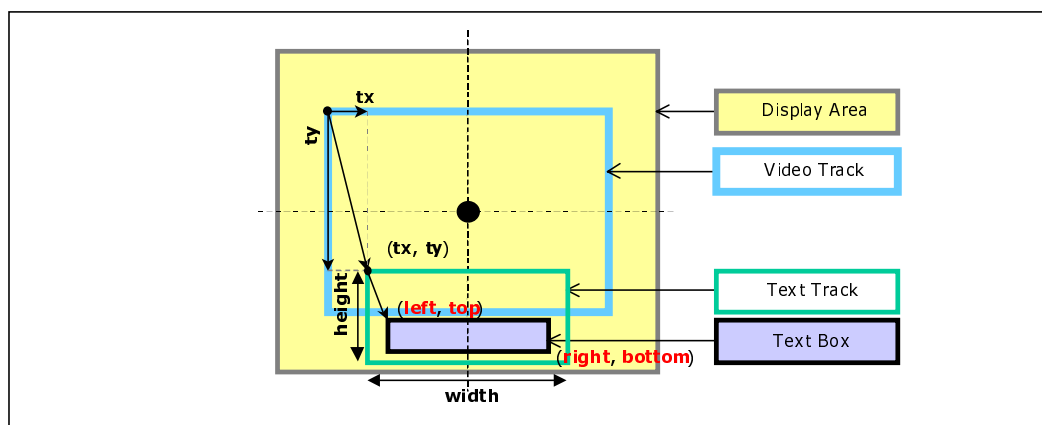 tx
Display Area
ty
Video Track
(tx, ty)
height
Text Track
(left, top)
Text Box
(right, bottom)
width